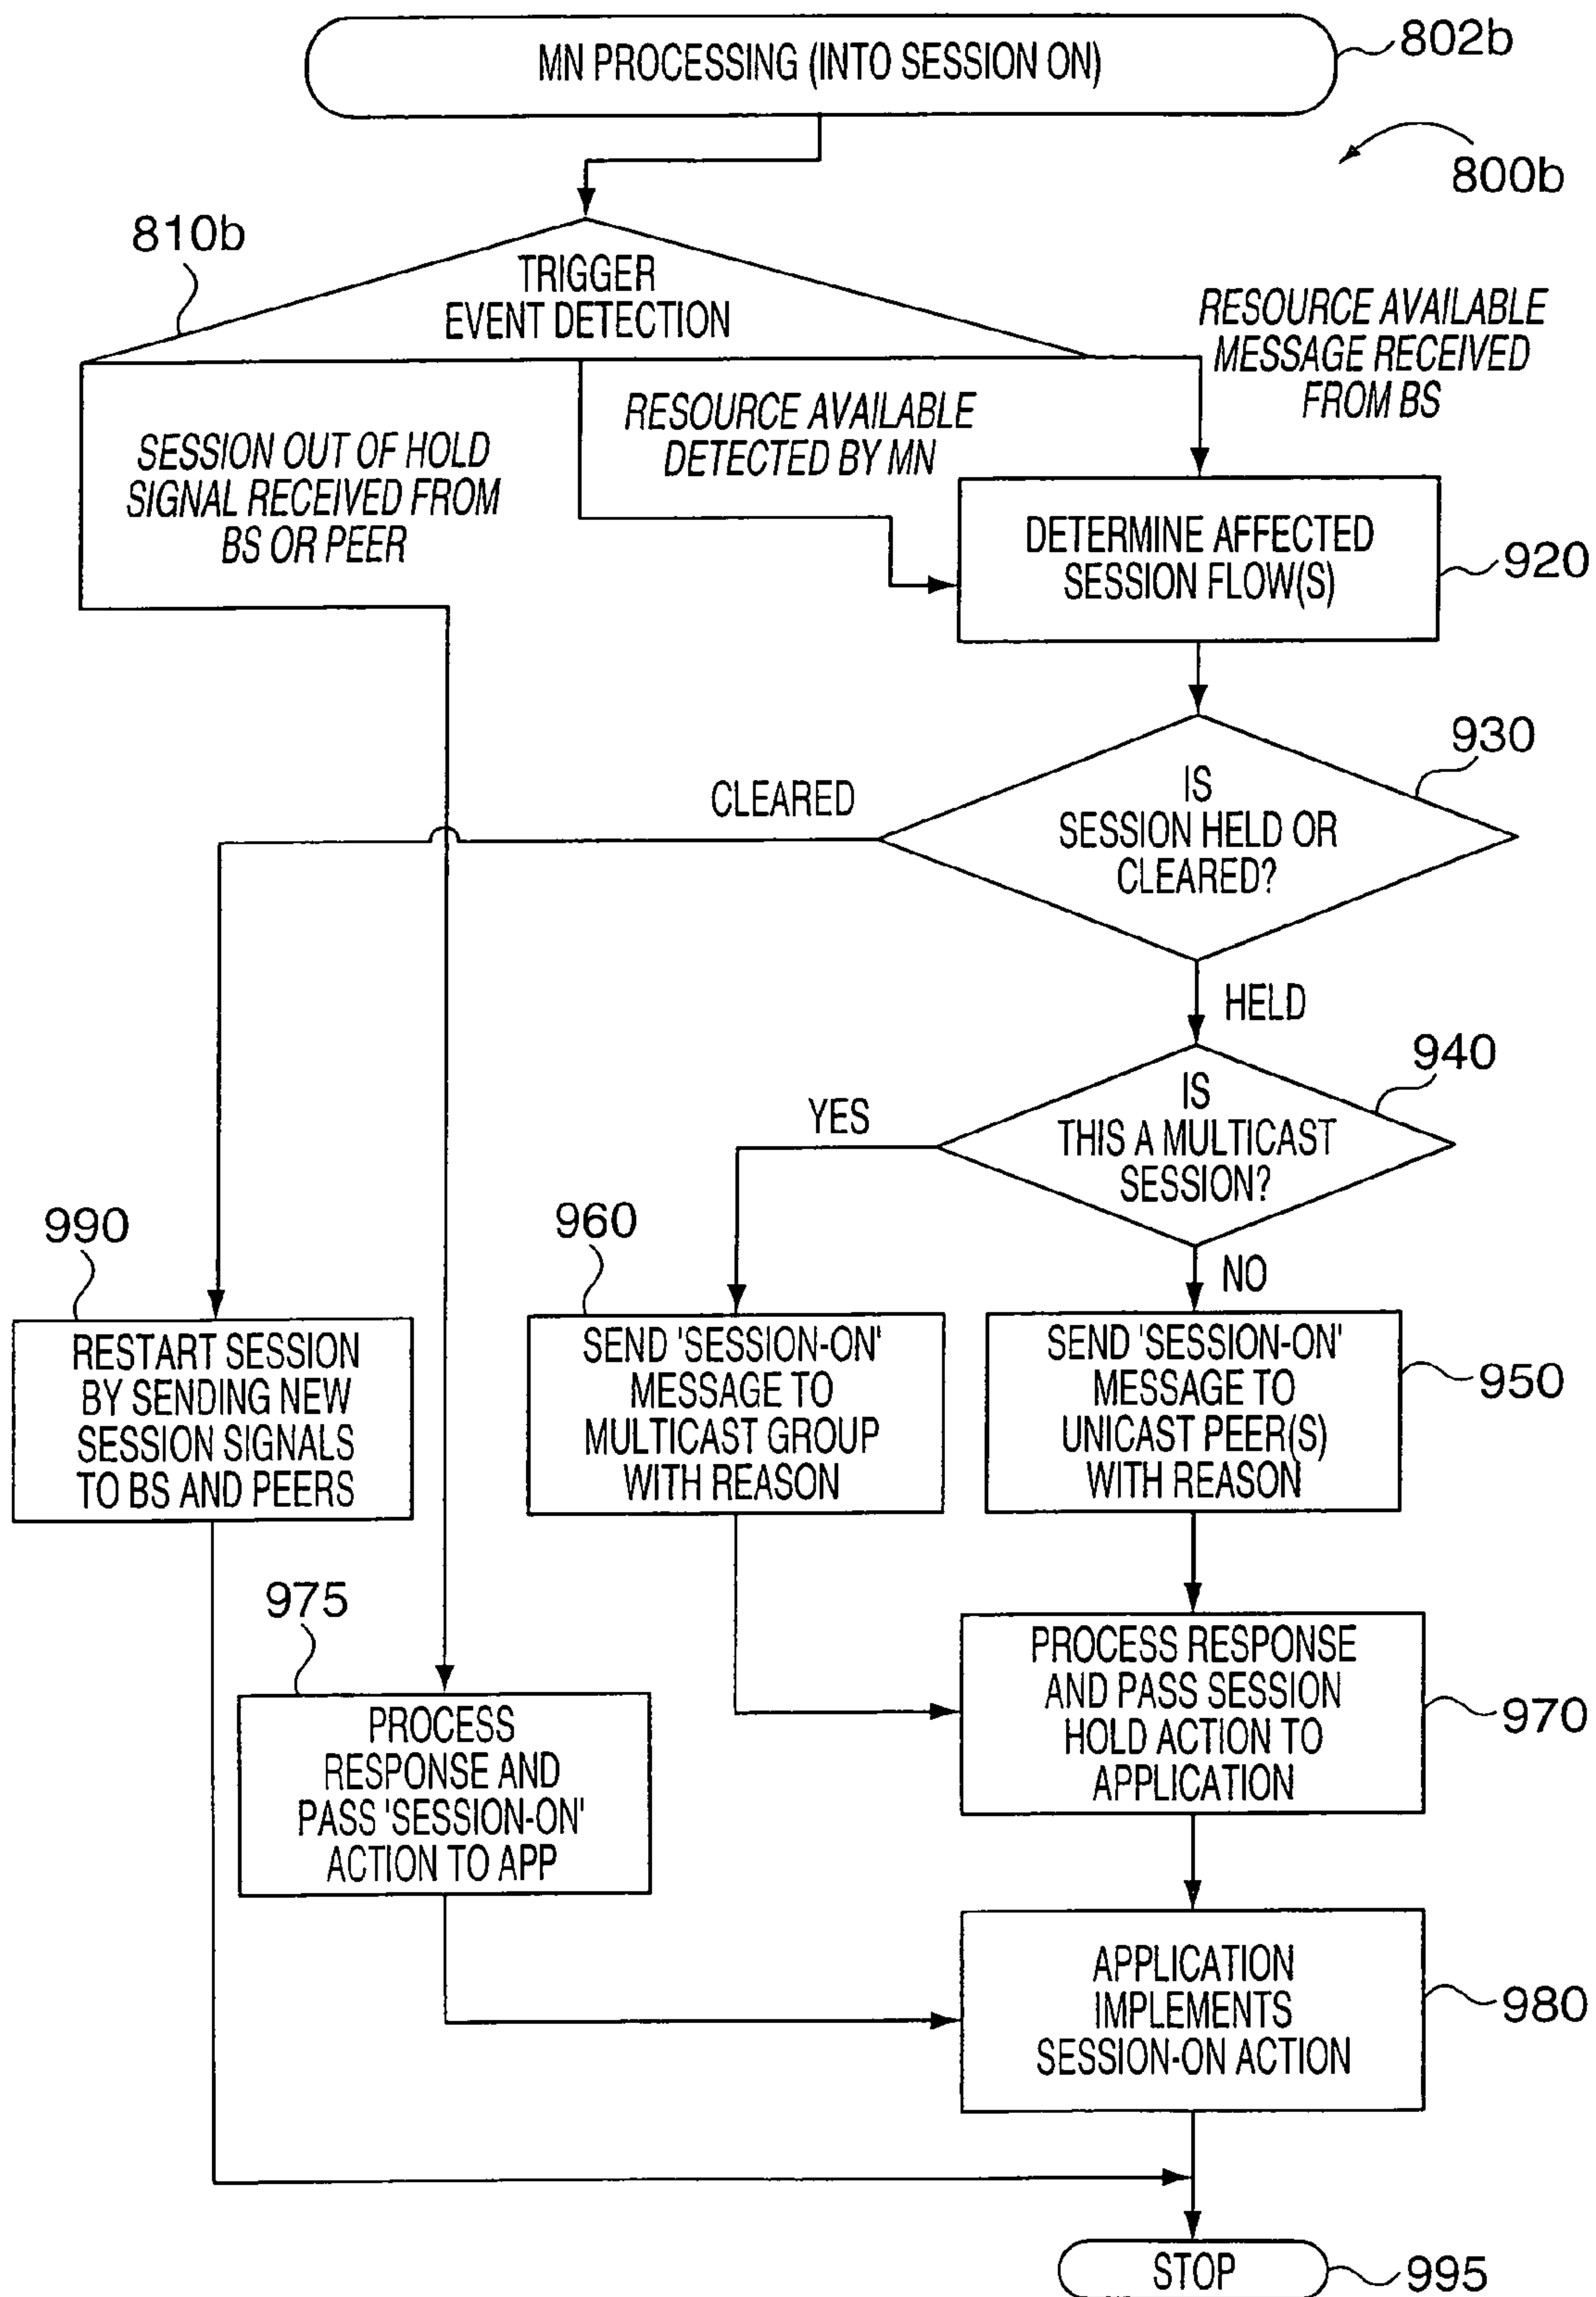 MN PROCESSING (INTO SESSION ON)
802b
800b
810b
TRIGGER
EVENT DETECTION
RESOURCE AVAILABLE
MESSAGE RECEIVED
FROM BS
RESOURCE AVAILABLE
DETECTED BY MN
SESSION OUT OF HOLD
SIGNAL RECEIVED FROM
BS OR PEER
DETERMINE AFFECTED
SESSION FLOW(S)
920
930
IS
SESSION HELD OR
CLEARED?
CLEARED
HELD
940
IS
THIS A MULTICAST
SESSION?
YES
NO
990
RESTART SESSION
BY SENDING NEW
SESSION SIGNALS
TO BS AND PEERS
960
SEND 'SESSION-ON'
MESSAGE TO
MULTICAST GROUP
WITH REASON
SEND 'SESSION-ON'
MESSAGE TO
UNICAST PEER(S)
WITH REASON
950
975
PROCESS
RESPONSE AND
PASS 'SESSION-ON'
ACTION TO APP
PROCESS RESPONSE
AND PASS SESSION
HOLD ACTION TO
APPLICATION
970
APPLICATION
IMPLEMENTS
SESSION-ON ACTION
980
STOP
995